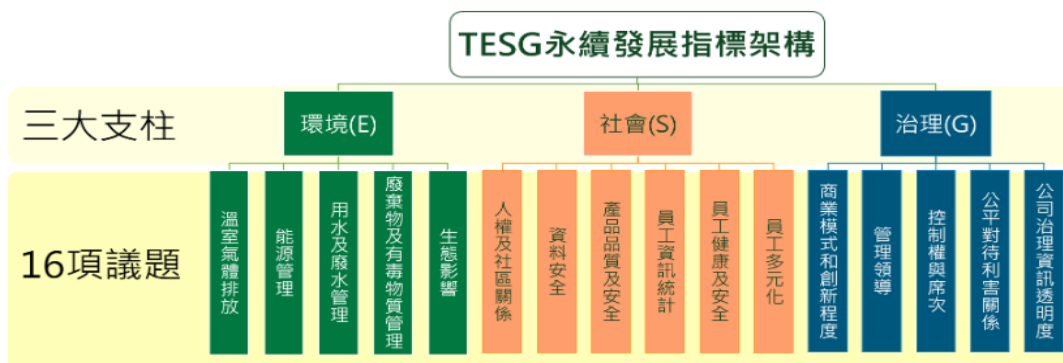 TESG永續發展指標架構
三大支柱
環境(E)
社會(S)
治理(G)
16項議題
溫室氣體排放
能源管理
用水及廢水管理
廢棄物及有毒物質管理
生態影響
人權及社區關係
資料安全
產品品質及安全
員工資訊統計
員工健康及安全
員工多元化
商業模式和創新程度
管理領導
控制權與席次
公平對待利害關係
公司治理資訊透明度